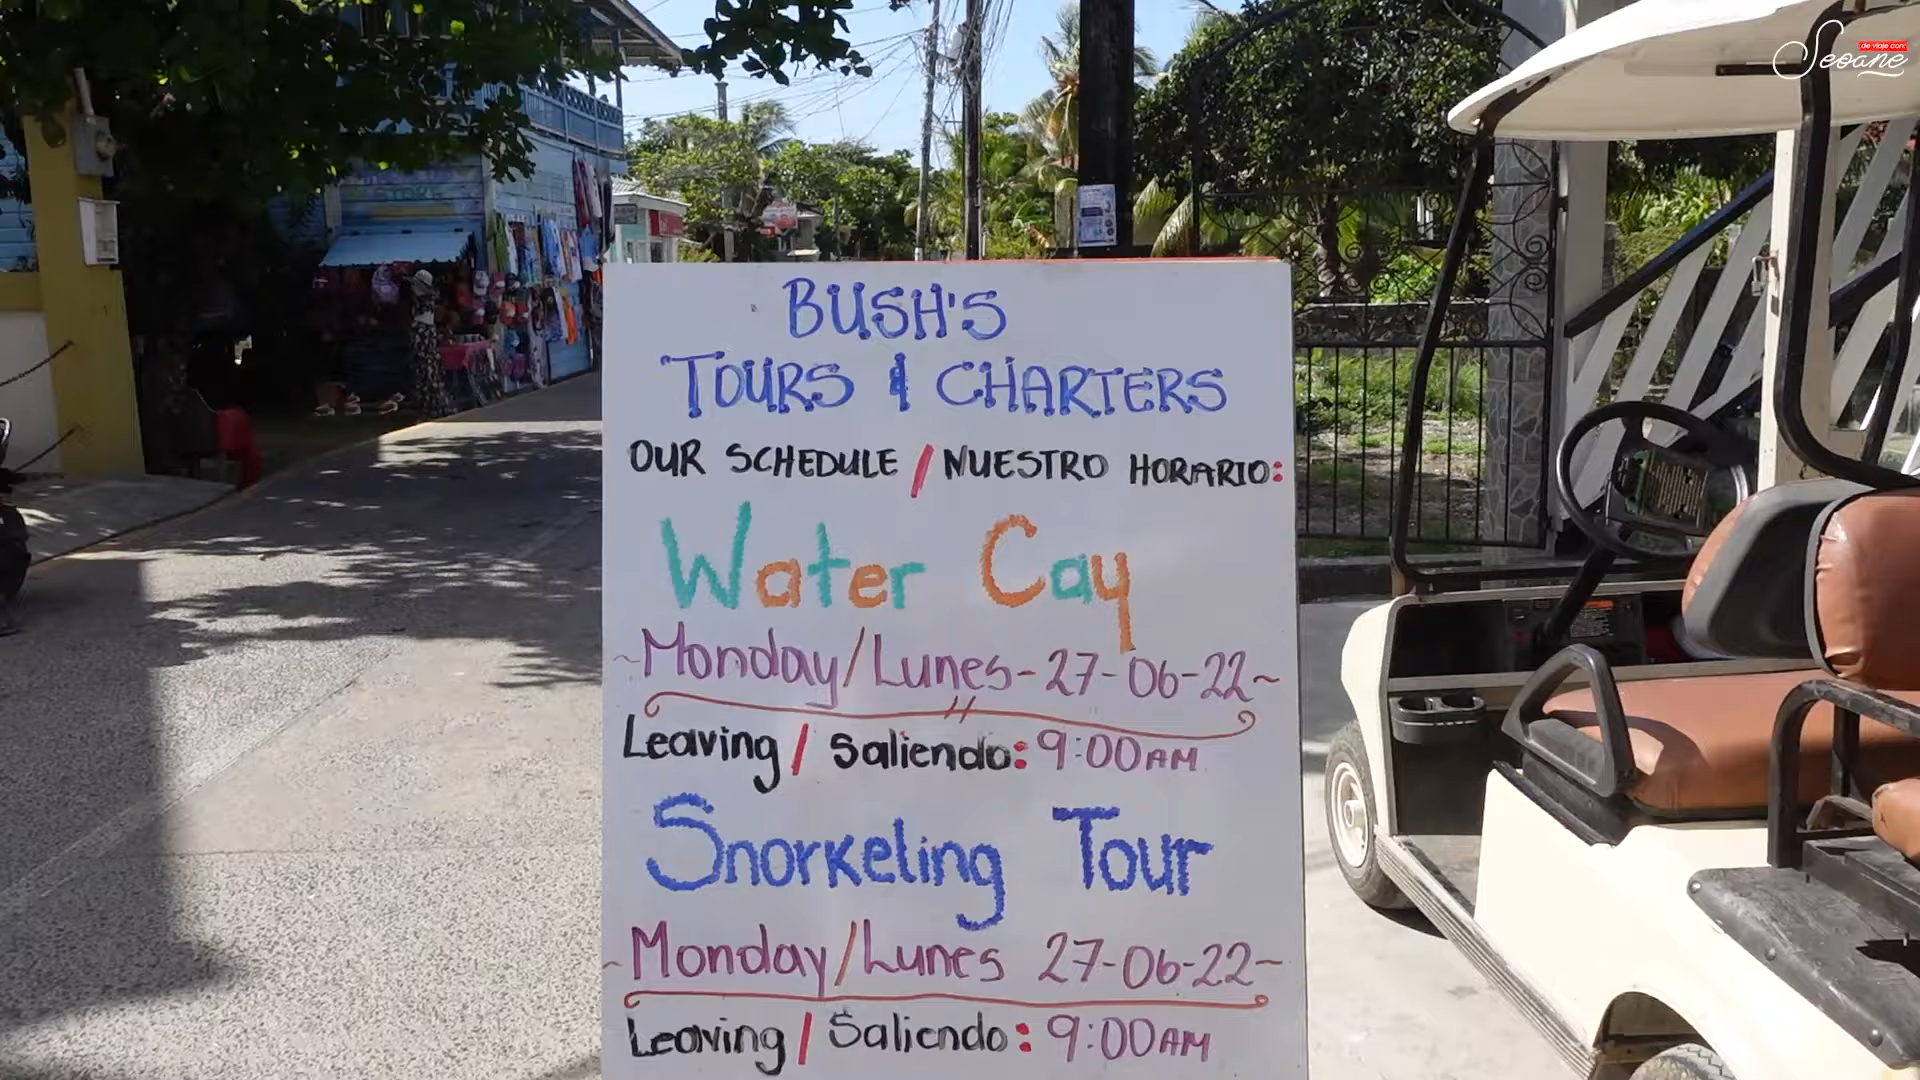 de viaje con:
Seoane
BUSH'S
TOURS & CHARTERS
OUR SCHEDULE / NUESTRO HORARIO:
Water Cay
~Monday/Lunes-27-06-22~
Leaving/Saliendo: 9:00AM
Snorkeling Tour
~Monday/Lunes 27-06-22~
Leaving/Saliendo: 9:00AM